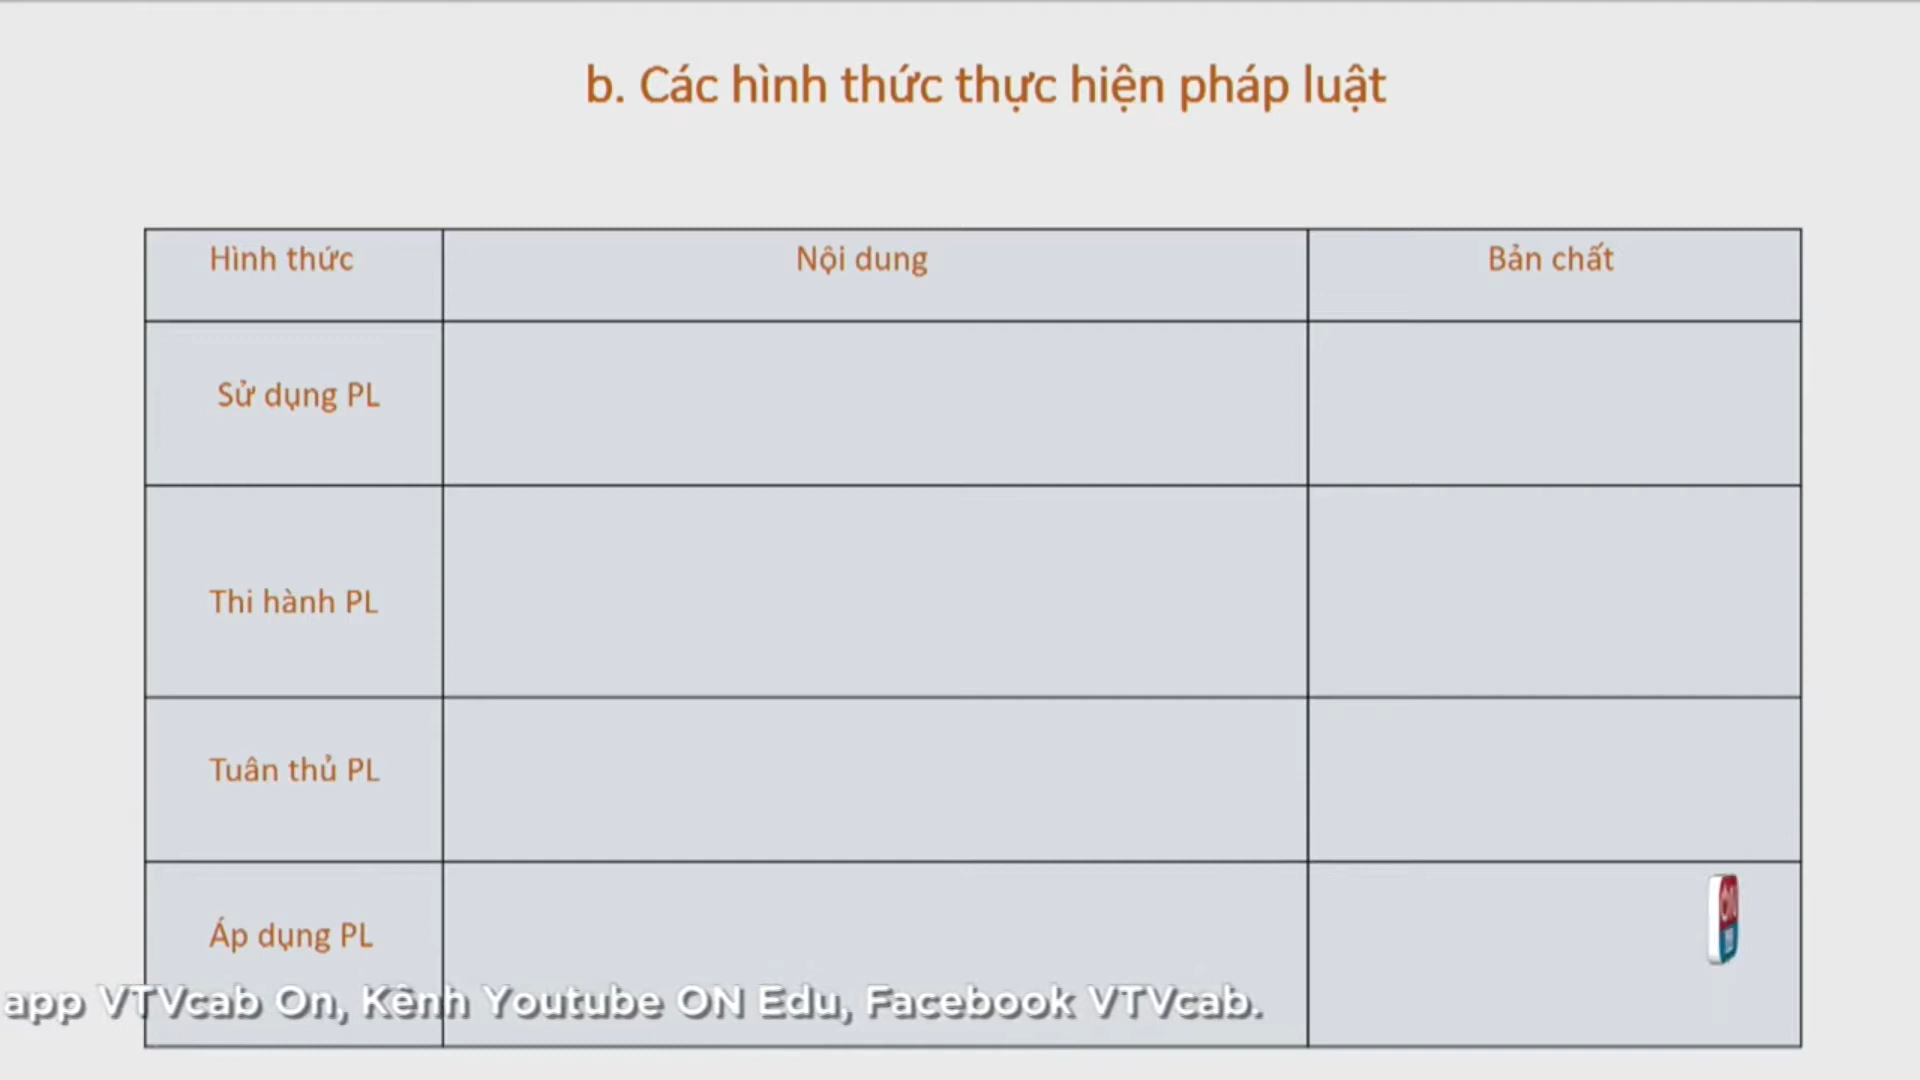 b. Các hình thức thực hiện pháp luật
Hình thức
Nội dung
Bản chất
Sử dụng PL
Thi hành PL
Tuân thủ PL
Áp dụng PL
app VTVcab On, Kênh Youtube ON Edu, Facebook VTVcab.